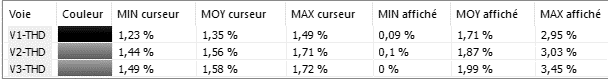 Voie Couleur MIN curseur MOY curseur MAX curseur MIN affiché MOY affiché MAX affiché
V1-THD 1,23 % 1,35 % 1,49 % 0,09 % 1,71 % 2,95 %
V2-THD 1,44 % 1,56 % 1,71 % 0,1 % 1,87 % 3,03 %
V3-THD 1,49 % 1,58 % 1,72 % 0 % 1,99 % 3,45 %